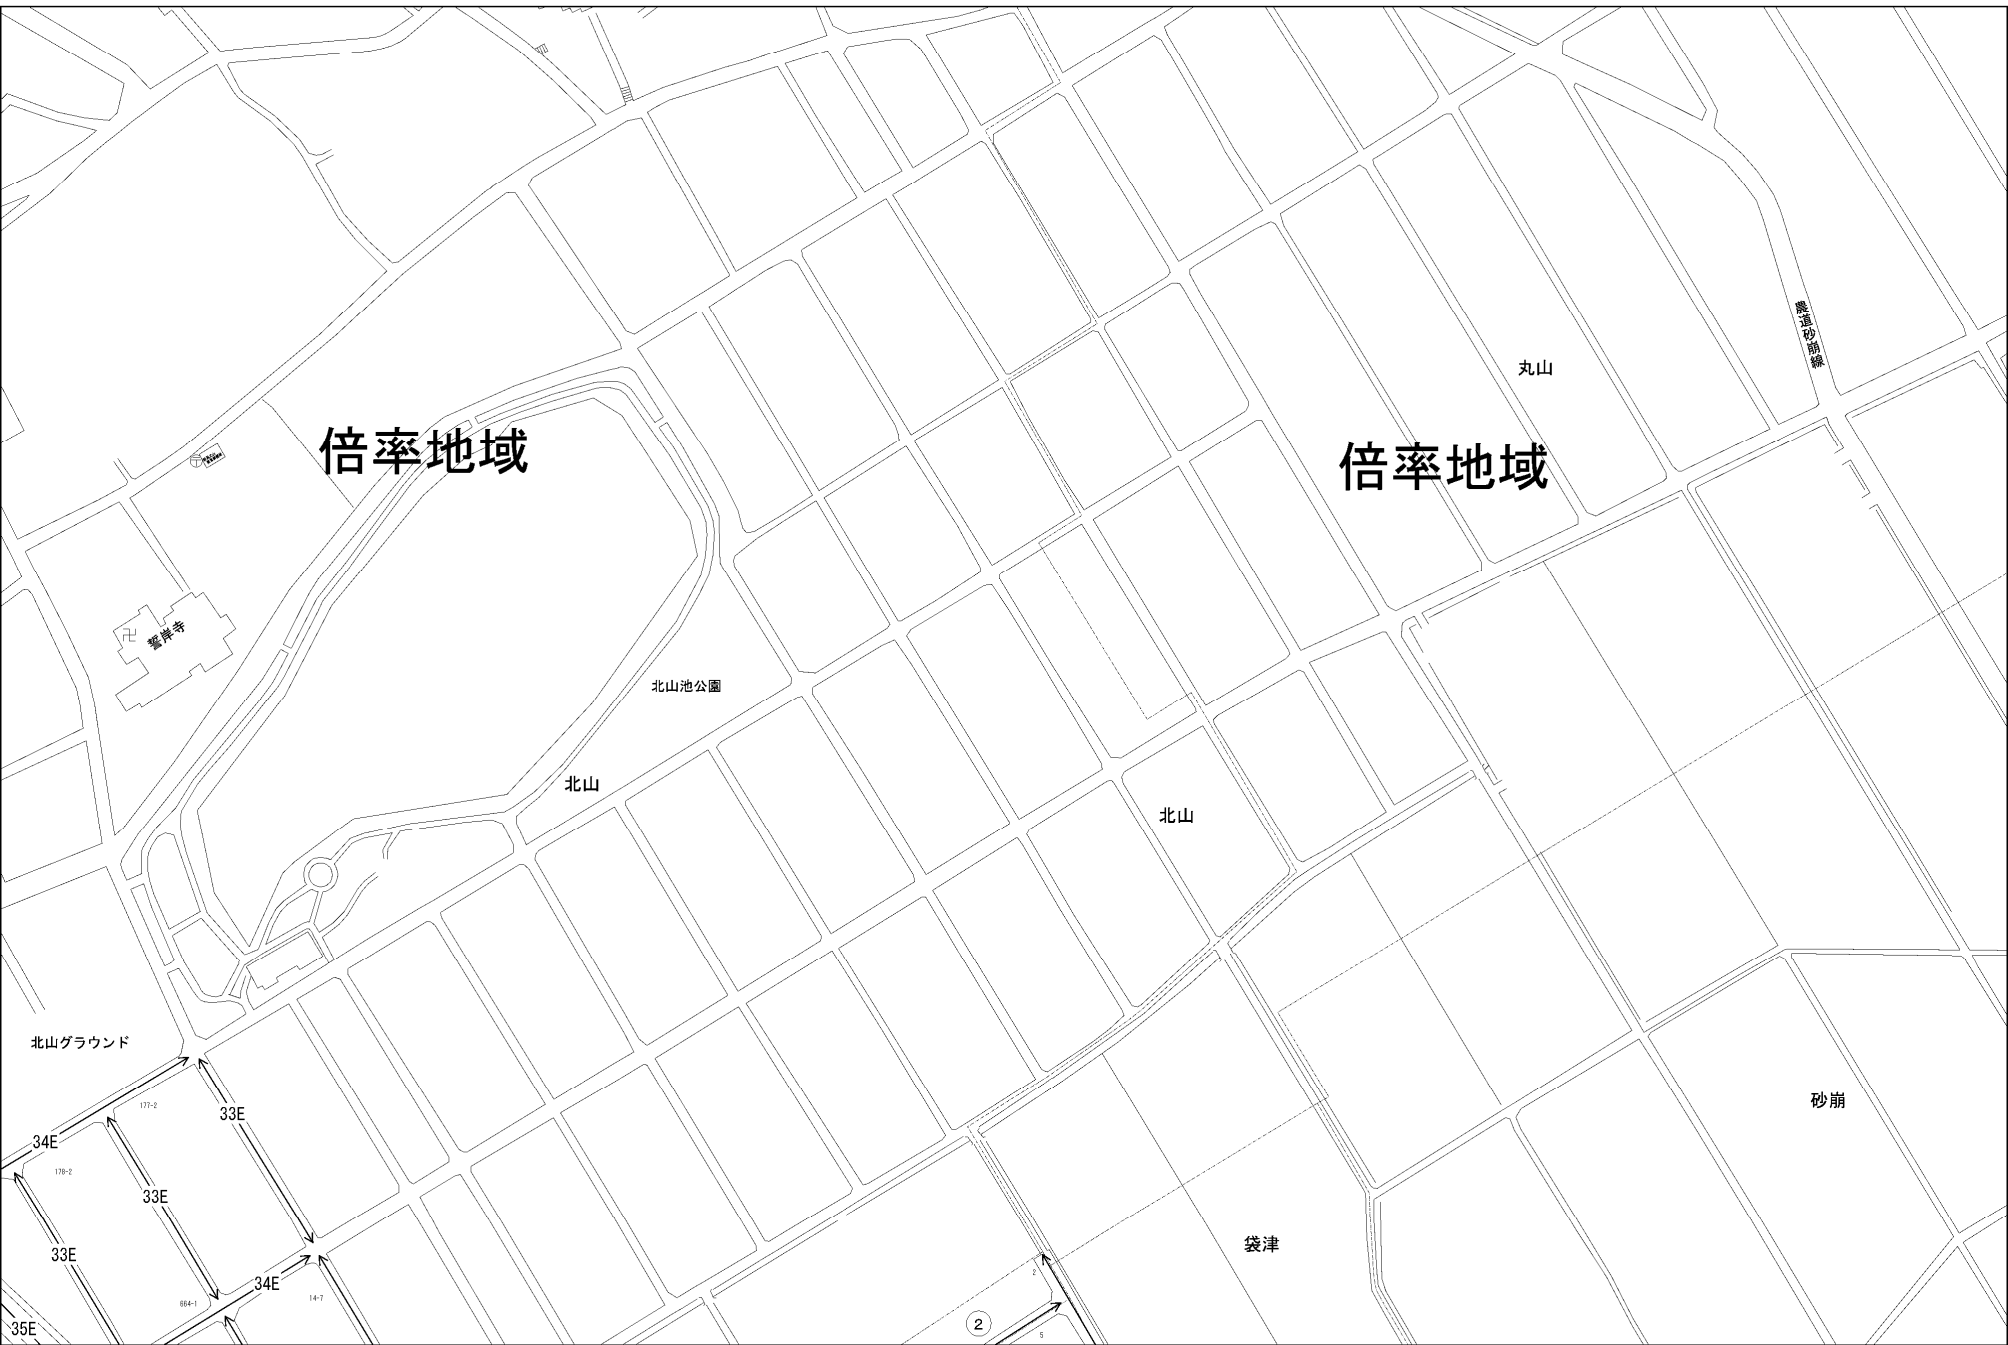 農道砂崩線
丸山
倍率地域
倍率地域
誓岸寺
北山池公園
北山
北山
北山グラウンド
177-2
33E
34E
178-2
33E
33E
34E
664-1
14-7
35E
砂崩
袋津
2
②
5